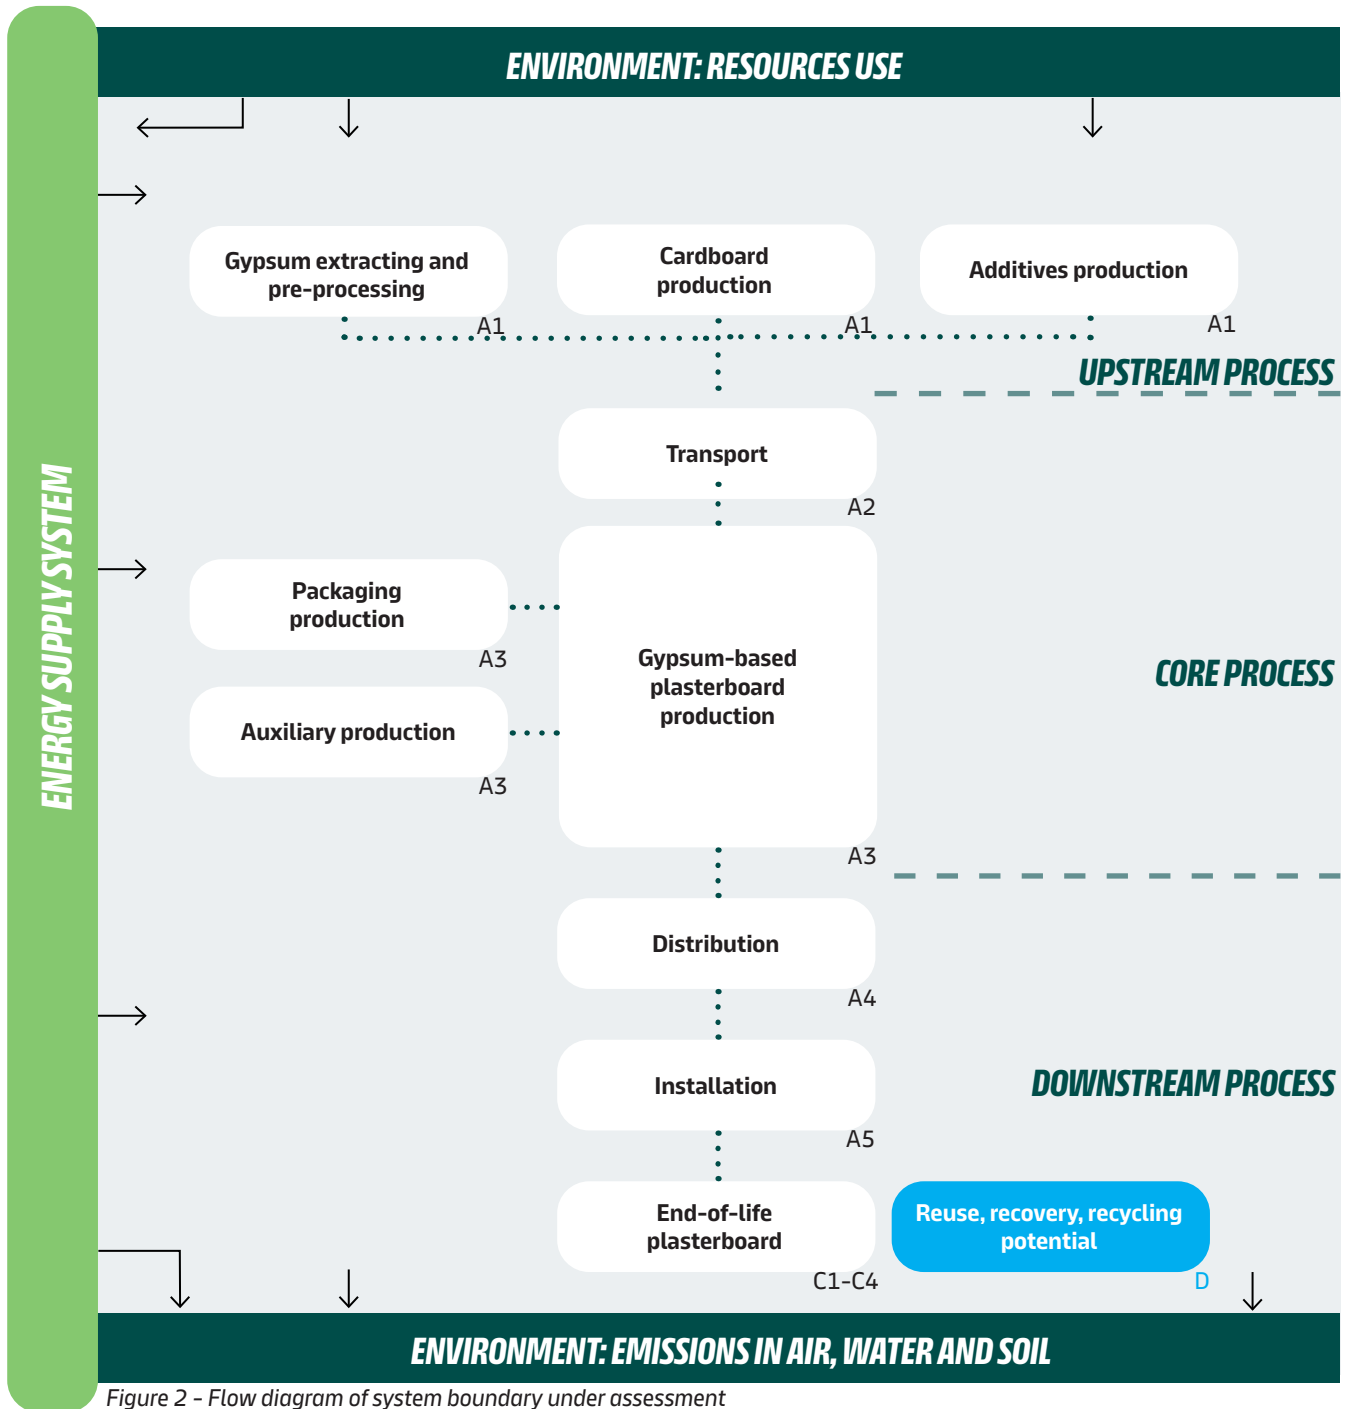 ENVIRONMENT: RESOURCES USE
ENERGY SUPPLY SYSTEM
Gypsum extracting and
pre-processing
A1
Cardboard
production
A1
Additives production
A1
UPSTREAM PROCESS
Transport
A2
Packaging
production
A3
Auxiliary production
A3
Gypsum-based
plasterboard
production
A3
CORE PROCESS
Distribution
A4
Installation
A5
DOWNSTREAM PROCESS
End-of-life
plasterboard
C1-C4
Reuse, recovery, recycling
potential
D
ENVIRONMENT: EMISSIONS IN AIR, WATER AND SOIL
Figure 2 - Flow diagram of system boundary under assessment